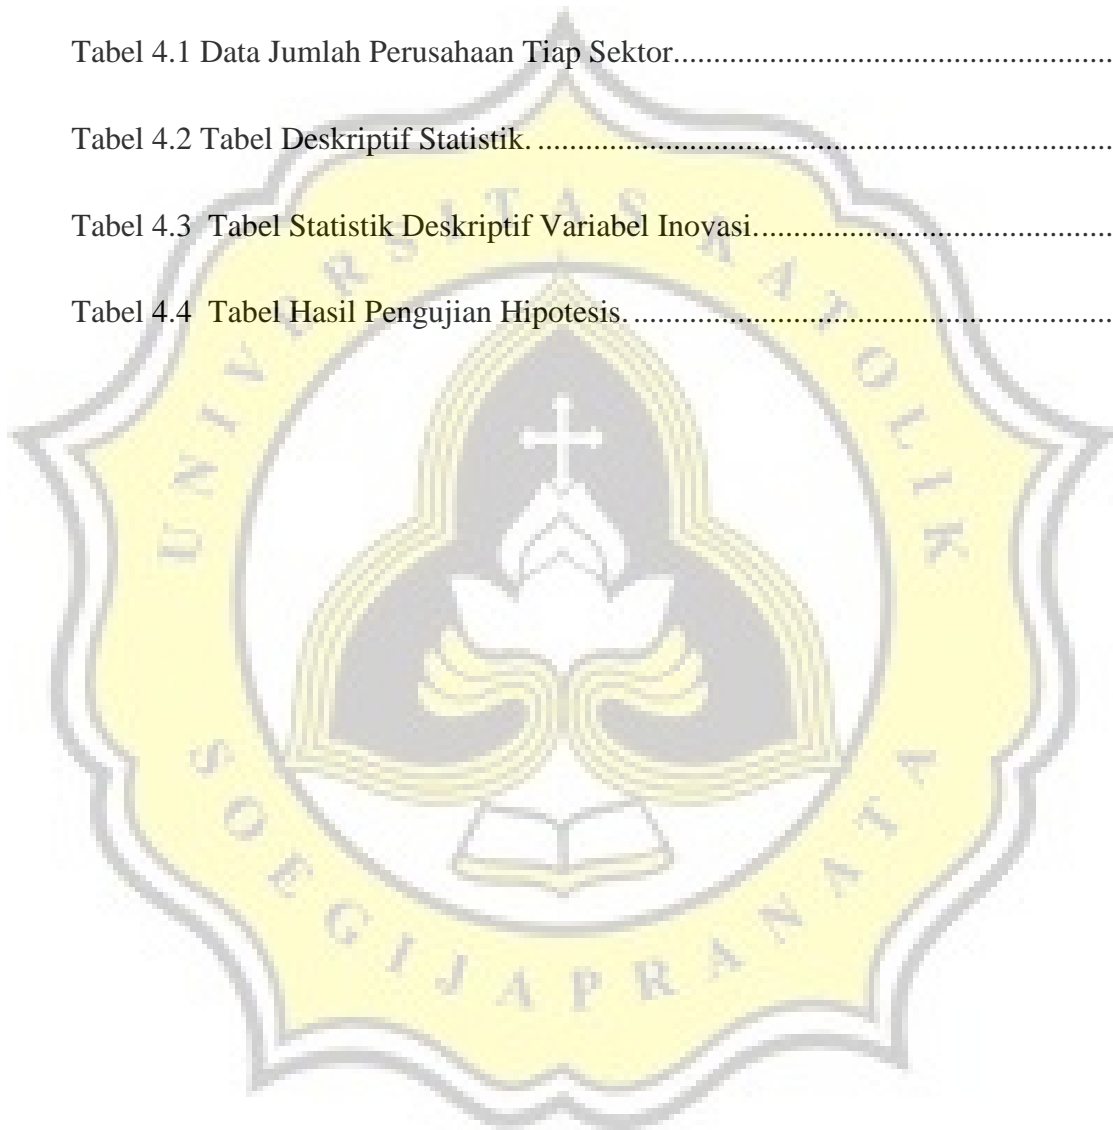 Tabel 4.1 Data Jumlah Perusahaan Tiap Sektor......................................................
Tabel 4.2 Tabel Deskriptif Statistik. .......................................................................
Tabel 4.3  Tabel Statistik Deskriptif Variabel Inovasi............................................
Tabel 4.4  Tabel Hasil Pengujian Hipotesis. ...........................................................
UNIVERSITAS KATOLIK
SOEGIJAPRANATA